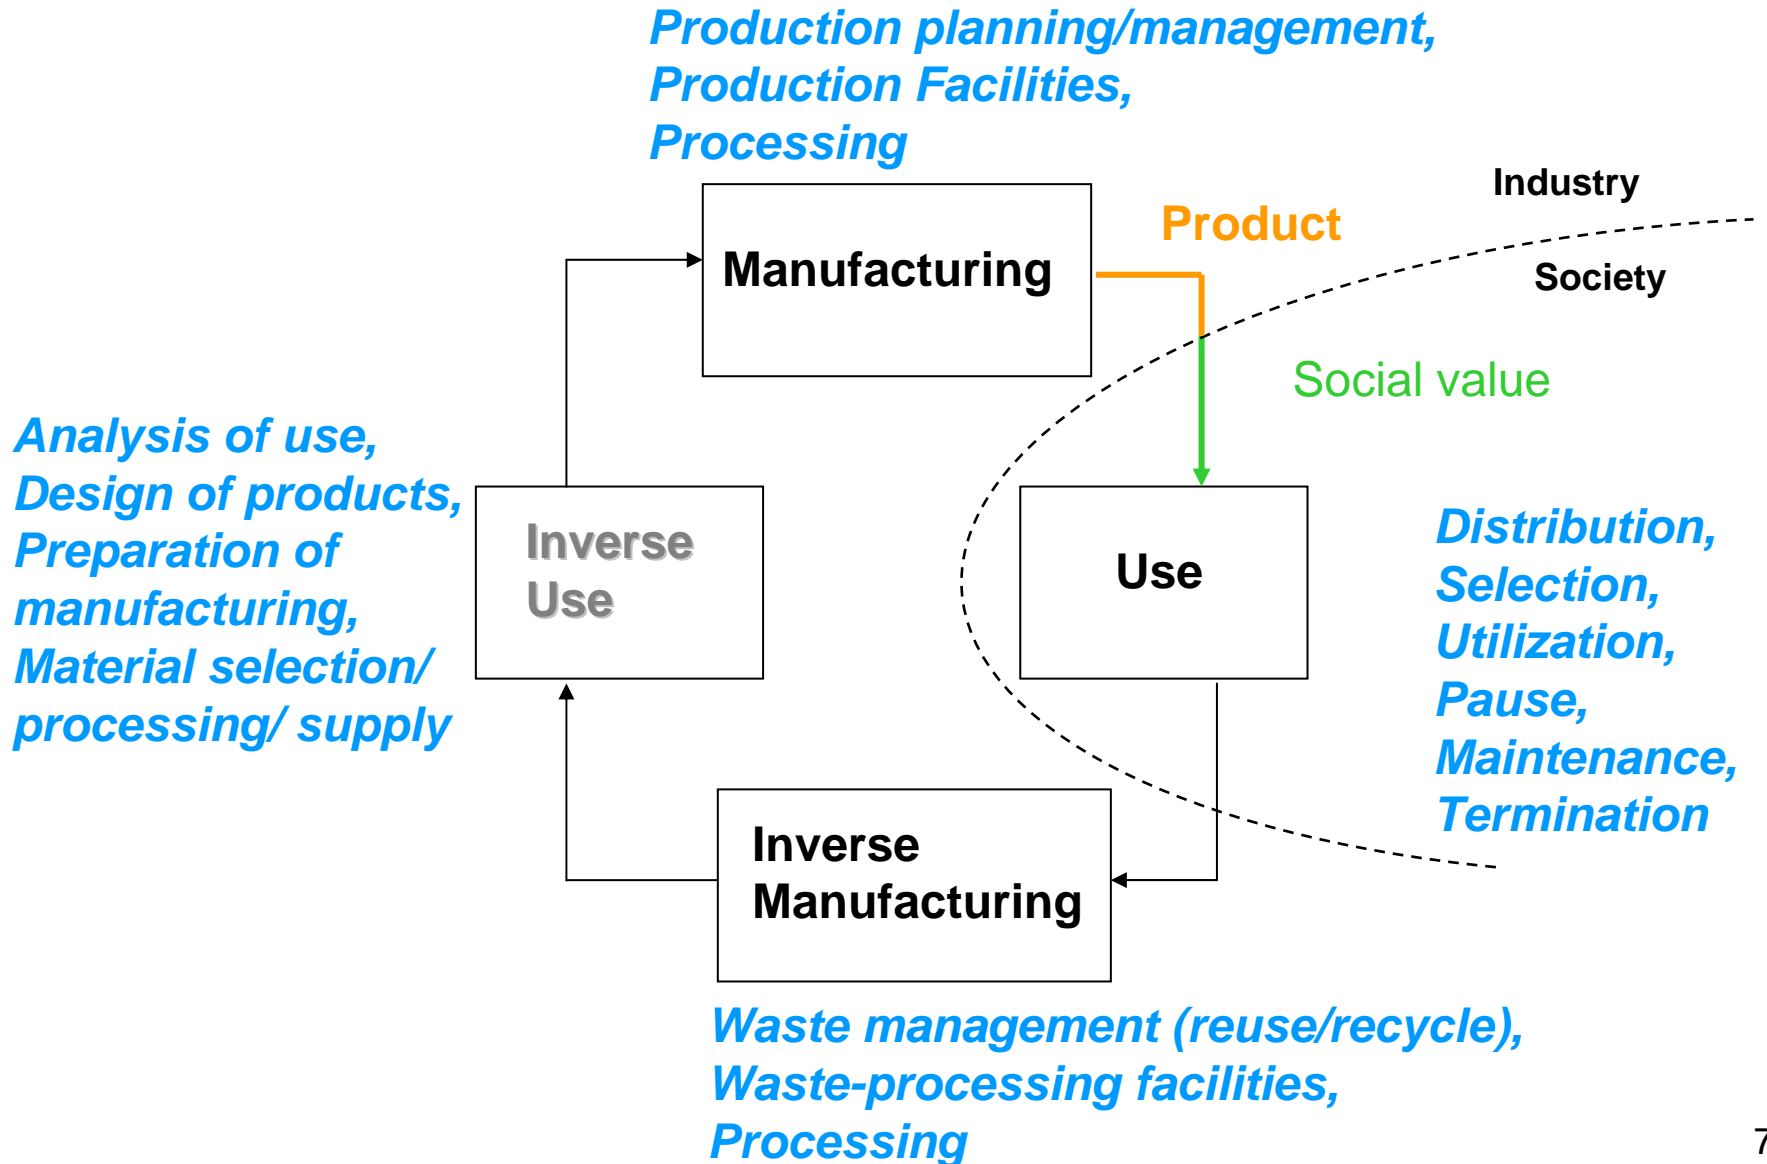 Production planning/management,
Production Facilities,
Processing
Industry
Product
Manufacturing
Society
Social value
Analysis of use,
Design of products,
Preparation of
manufacturing,
Material selection/
processing/ supply
Inverse
Use
Use
Distribution,
Selection,
Utilization,
Pause,
Maintenance,
Termination
Inverse
Manufacturing
Waste management (reuse/recycle),
Waste-processing facilities,
Processing
7